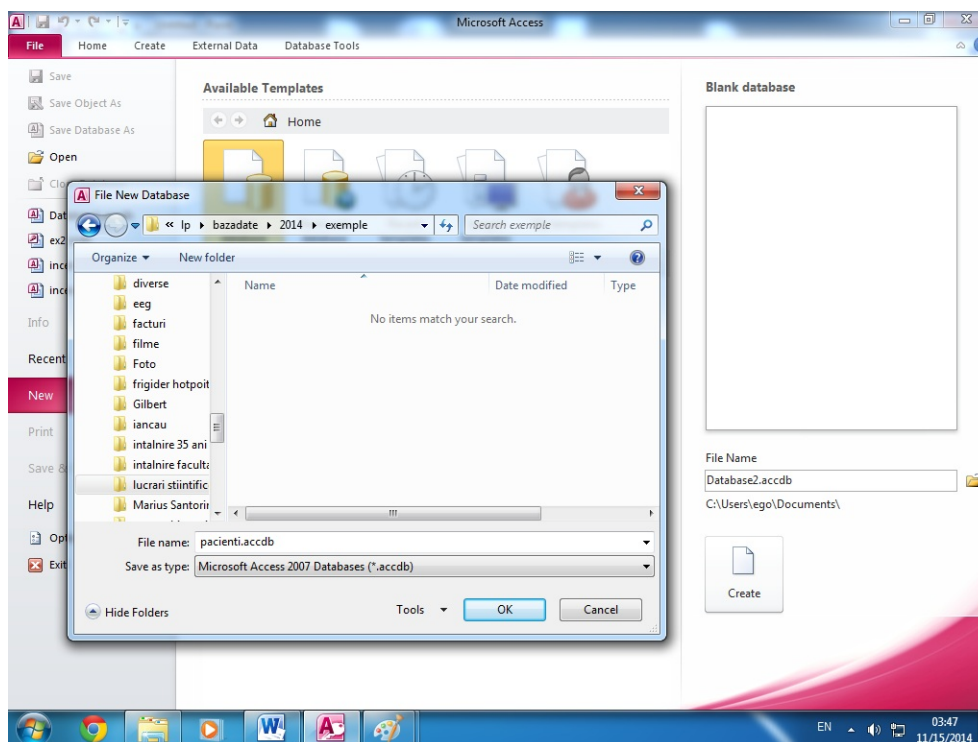 Microsoft Access
File Home Create External Data Database Tools
Save
Save Object As
Save Database As
Open
Info
Recent
New
Print
Save &
Help
Exit
Available Templates
Home
File New Database
« lp bazadate 2014 exemple
Search exemple
Organize New folder
Name Date modified Type
No items match your search.
diverse
eeg
facturi
filme
Foto
frigider hotpoit
Gilbert
iancau
intalnire 35 ani
intalnire faculta
lucrari stiintific
Marius Santorin
File name: pacienti.accdb
Save as type: Microsoft Access 2007 Databases (*.accdb)
Hide Folders
Tools OK Cancel
Blank database
File Name
Database2.accdb
C:\Users\ego\Documents\
Create
EN
03:47
11/15/2014